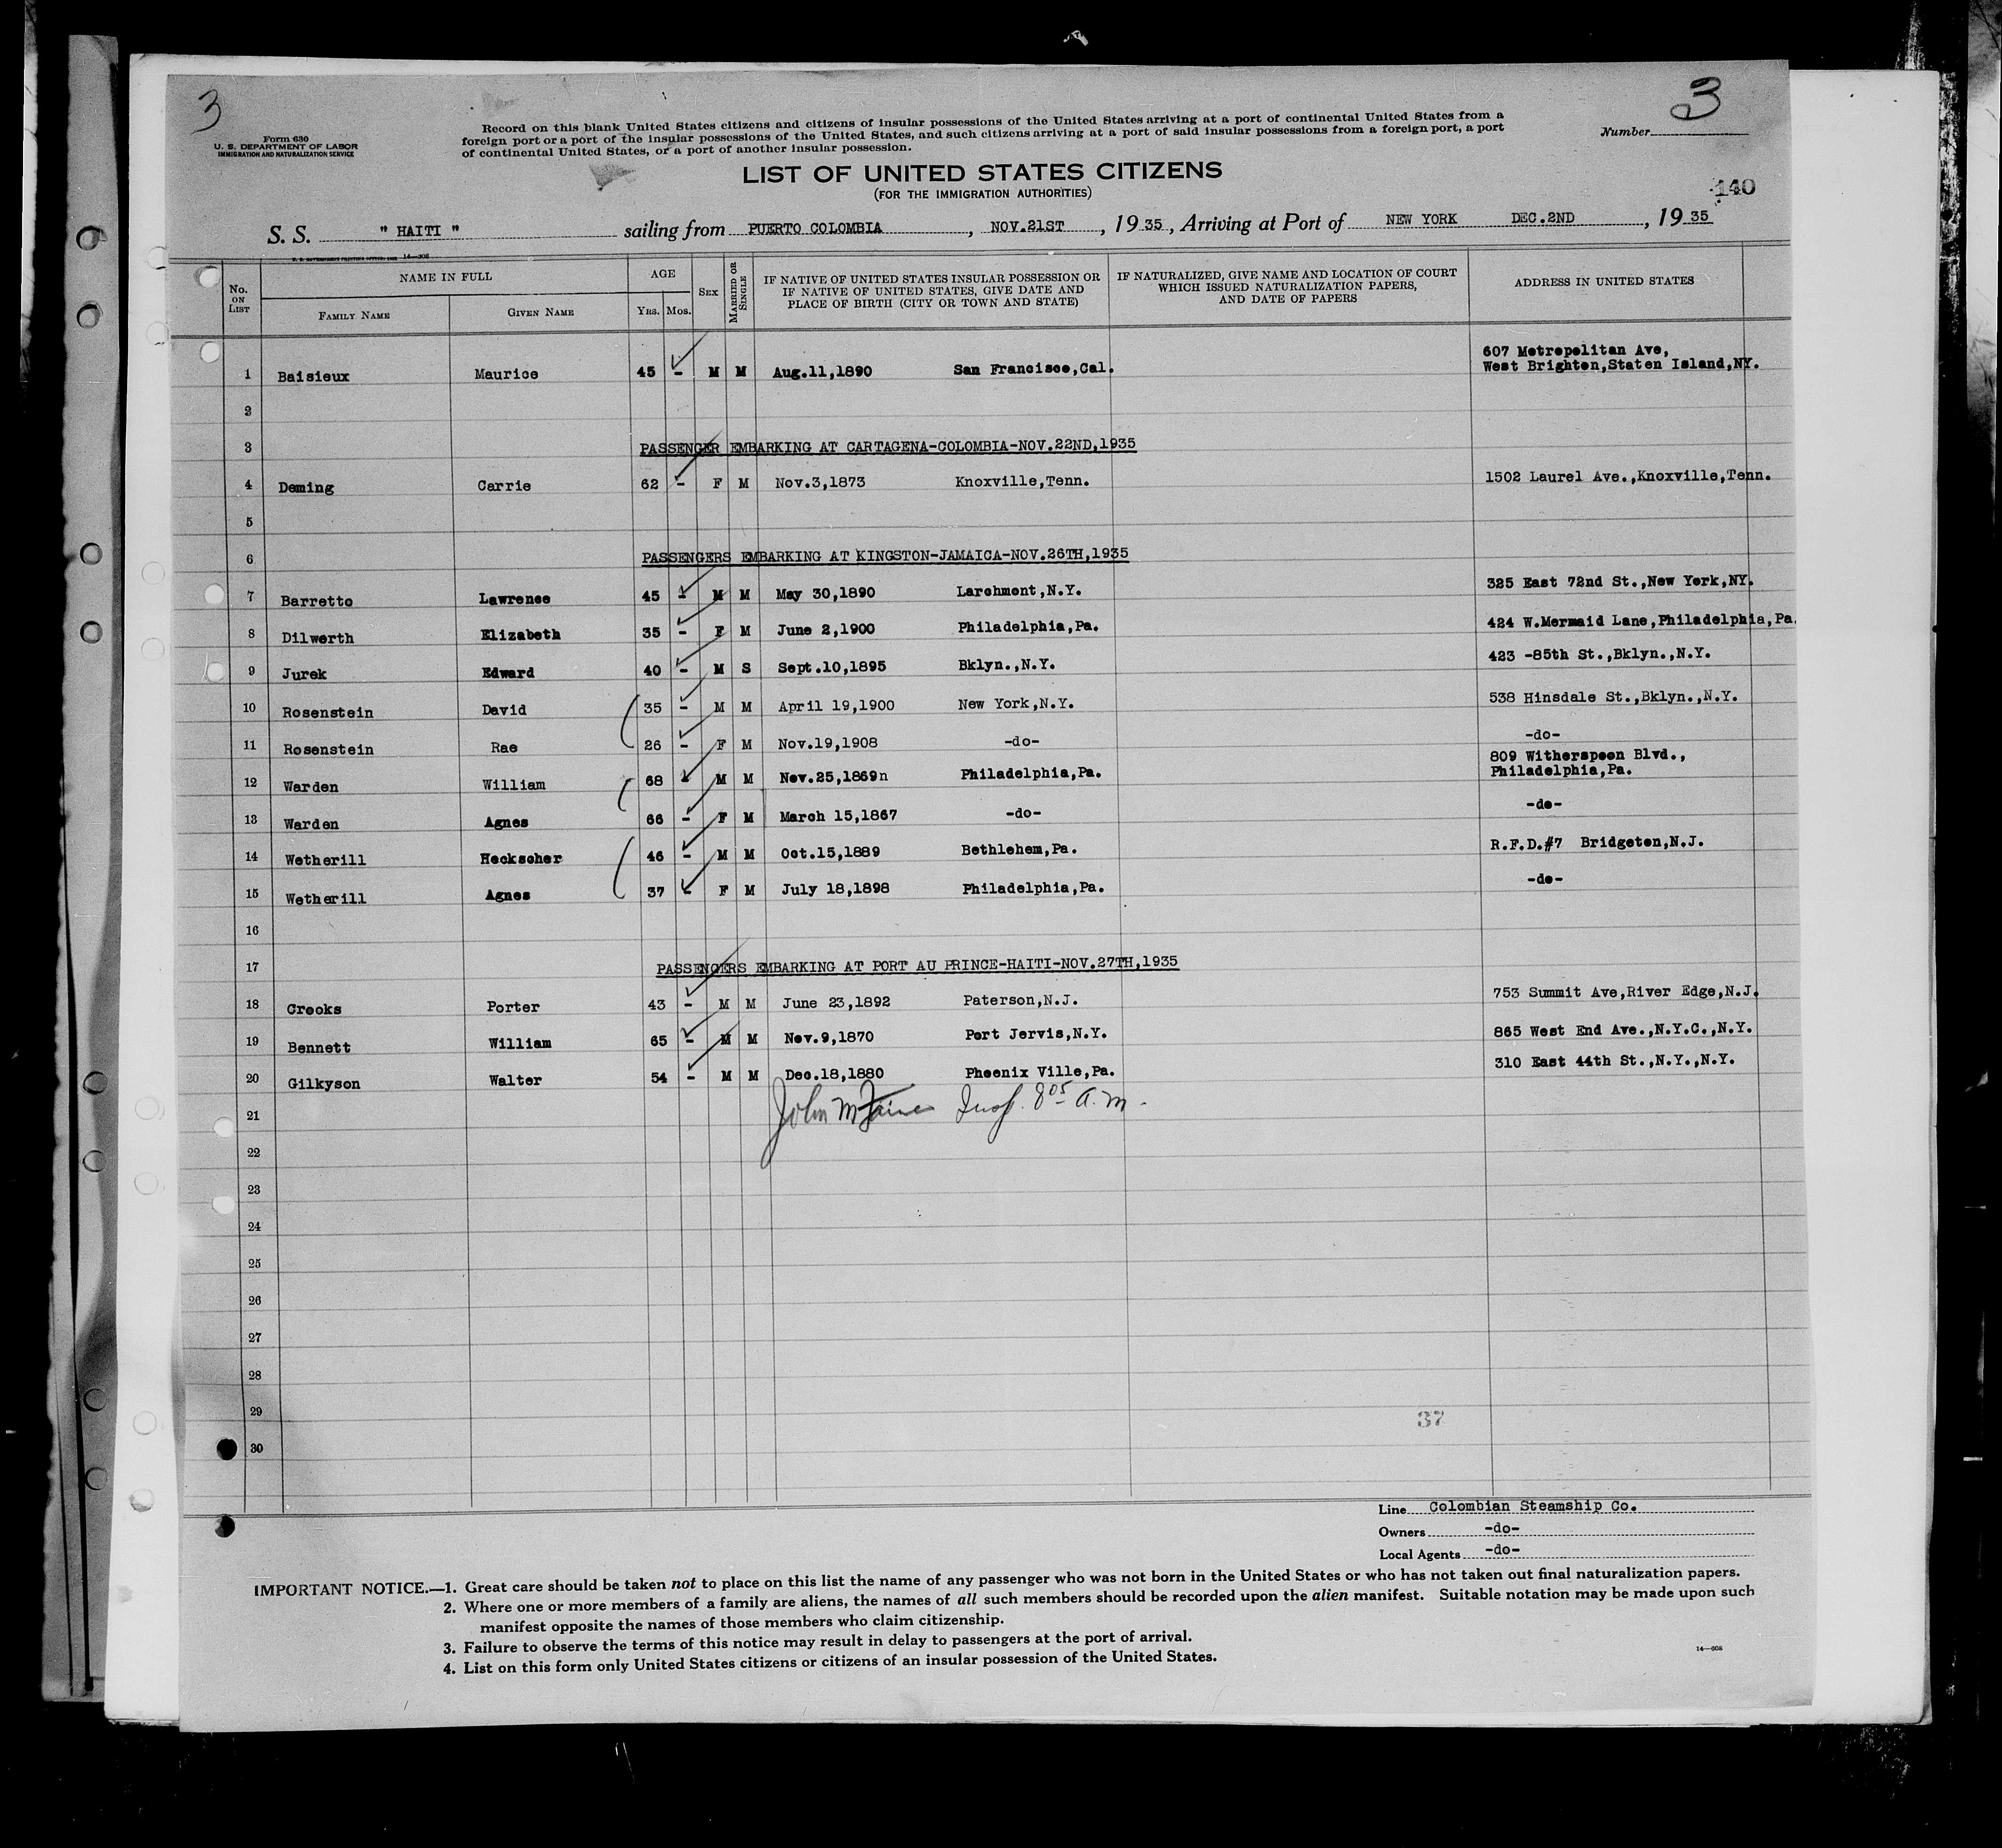 3
3
Form 630
U. S. DEPARTMENT OF LABOR
IMMIGRATION AND NATURALIZATION SERVICE
Record on this blank United States citizens and citizens of insular possessions of the United States arriving at a port of continental United States from a
foreign port or a port of the insular possessions of the United States, and such citizens arriving at a port of said insular possessions from a foreign port, a port
of continental United States, or a port of another insular possession.
Number
LIST OF UNITED STATES CITIZENS
(FOR THE IMMIGRATION AUTHORITIES)
140
S. S. " HAITI " sailing from PUERTO COLOMBIA , NOV.21ST , 19 35 , Arriving at Port of NEW YORK DEC.2ND , 19 35
No. ON LIST
NAME IN FULL
FAMILY NAME GIVEN NAME
AGE
YRS. MOS.
SEX
MARRIED OR SINGLE
IF NATIVE OF UNITED STATES INSULAR POSSESSION OR
IF NATIVE OF UNITED STATES, GIVE DATE AND
PLACE OF BIRTH (CITY OR TOWN AND STATE)
IF NATURALIZED, GIVE NAME AND LOCATION OF COURT
WHICH ISSUED NATURALIZATION PAPERS,
AND DATE OF PAPERS
ADDRESS IN UNITED STATES
607 Metropolitan Ave,
1 Baisieux Maurice 45 - M M Aug.11,1890 San Francisco,Cal. West Brighton,Staten Island,NY.
2
3 PASSENGER EMBARKING AT CARTAGENA-COLOMBIA-NOV.22ND,1935
4 Deming Carrie 62 - F M Nov.3,1873 Knoxville,Tenn. 1502 Laurel Ave.,Knoxville,Tenn.
5
6 PASSENGERS EMBARKING AT KINGSTON-JAMAICA-NOV.26TH,1935
7 Barretto Lawrence 45 - M M May 30,1890 Larchmont,N.Y. 325 East 72nd St.,New York,NY.
8 Dilwerth Elizabeth 35 - F M June 2,1900 Philadelphia,Pa. 424 W.Mermaid Lane,Philadelphia,Pa.
9 Jurek Edward 40 - M S Sept.10,1895 Bklyn.,N.Y. 423 -85th St.,Bklyn.,N.Y.
10 Rosenstein David 35 - M M April 19,1900 New York,N.Y. 538 Hinsdale St.,Bklyn.,N.Y.
11 Rosenstein Rae 26 - F M Nov.19,1908 -do- -do-
809 Witherspoon Blvd.,
12 Warden William 68 - M M Nov.25,1869n Philadelphia,Pa. Philadelphia,Pa.
13 Warden Agnes 66 - F M March 15,1867 -do- -do-
14 Wetherill Heckscher 46 - M M Oct.15,1889 Bethlehem,Pa. R.F.D.#7 Bridgeton,N.J.
15 Wetherill Agnes 37 - F M July 18,1898 Philadelphia,Pa. -do-
16
17 PASSENGERS EMBARKING AT PORT AU PRINCE-HAITI-NOV.27TH,1935
18 Crooks Porter 43 - M M June 23,1892 Paterson,N.J. 753 Summit Ave,River Edge,N.J.
19 Bennett William 65 - M M Nov.9,1870 Port Jervis,N.Y. 865 West End Ave.,N.Y.C.,N.Y.
20 Gilkyson Walter 54 - M M Dec.18,1880 Phoenix Ville,Pa. 310 East 44th St.,N.Y.,N.Y.
21 John Insp. 8 05 a.m.
22
23
24
25
26
27
28
29 37
30
Line Colombian Steamship Co.
Owners -do-
Local Agents -do-
IMPORTANT NOTICE.—1. Great care should be taken not to place on this list the name of any passenger who was not born in the United States or who has not taken out final naturalization papers.
2. Where one or more members of a family are aliens, the names of all such members should be recorded upon the alien manifest. Suitable notation may be made upon such
manifest opposite the names of those members who claim citizenship.
3. Failure to observe the terms of this notice may result in delay to passengers at the port of arrival.
4. List on this form only United States citizens or citizens of an insular possession of the United States.
14—608